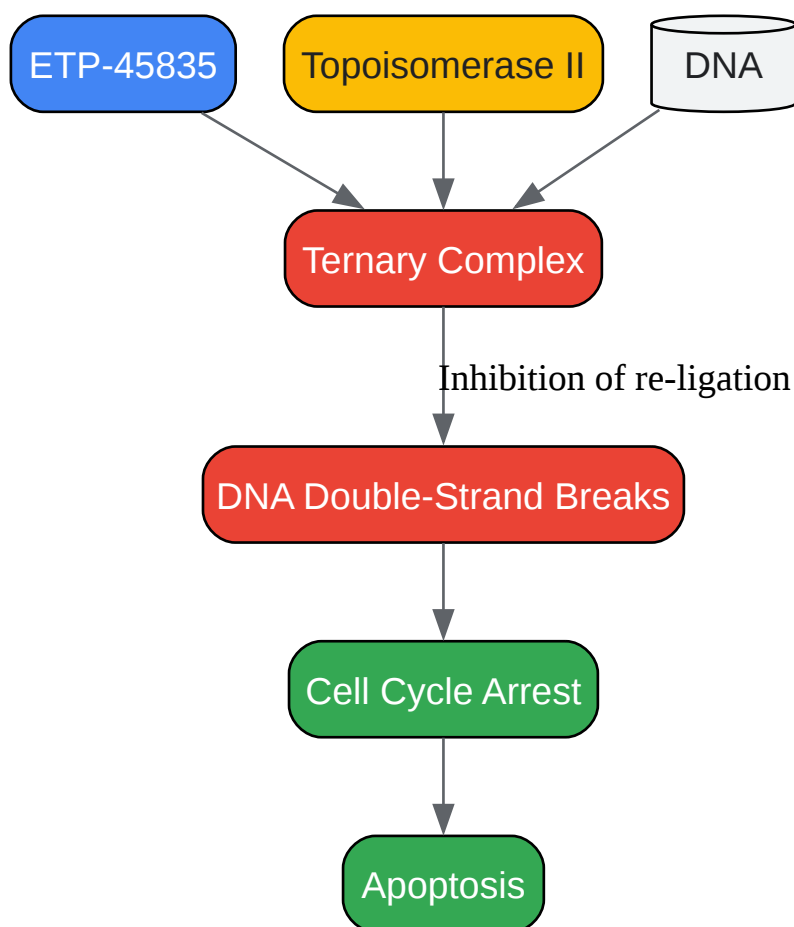 ETP-45835
Topoisomerase II
DNA
Ternary Complex
Inhibition of re-ligation
DNA Double-Strand Breaks
Cell Cycle Arrest
Apoptosis